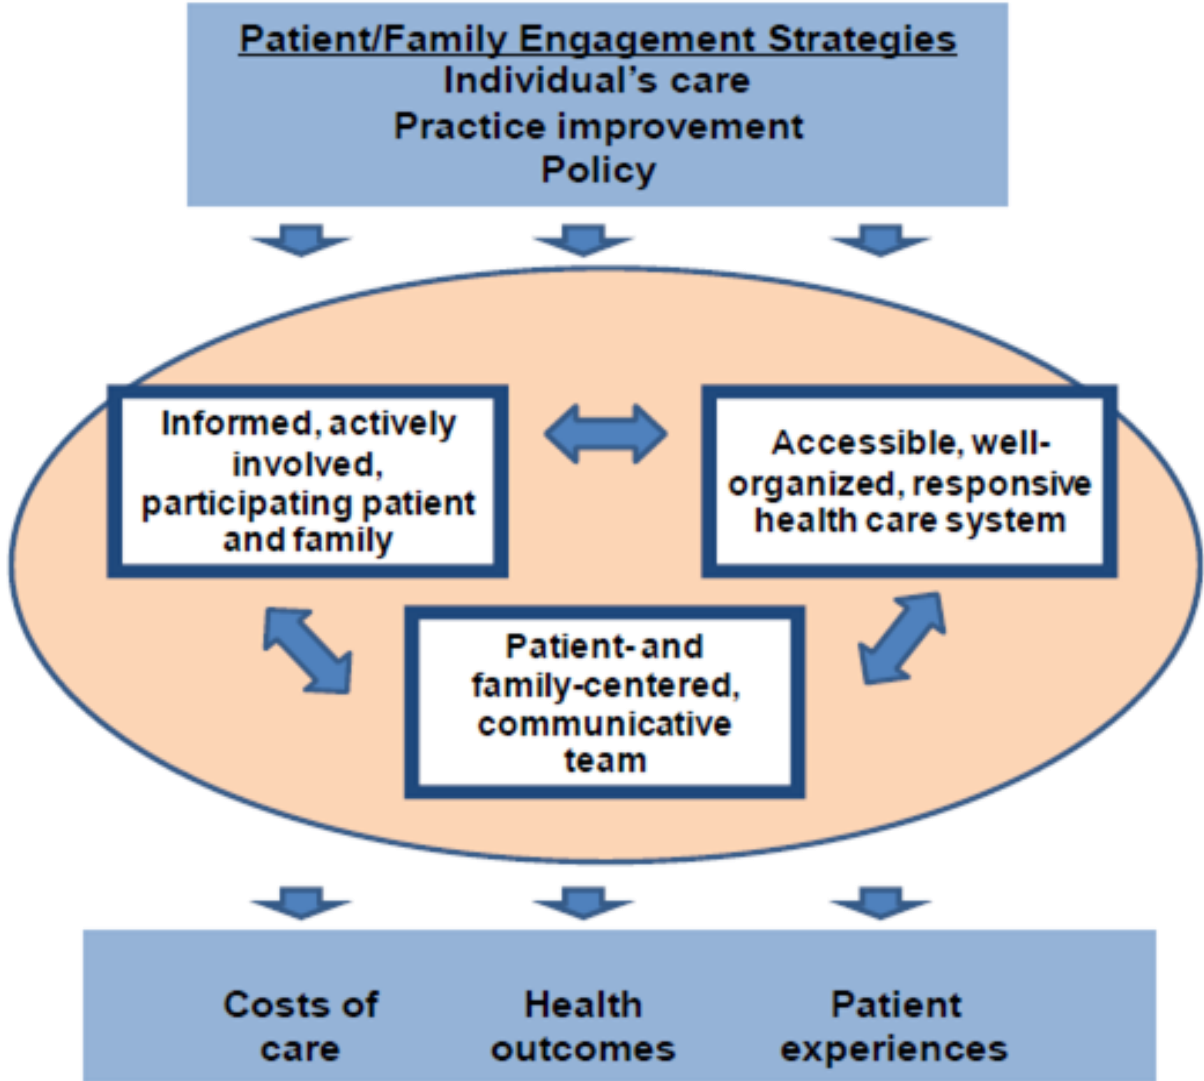 Patient/Family Engagement Strategies
Individual's care
Practice improvement
Policy
Informed, actively
involved,
participating patient
and family
Accessible, well-
organized, responsive
health care system
Patient- and
family-centered,
communicative
team
Costs of
care
Health
outcomes
Patient
experiences